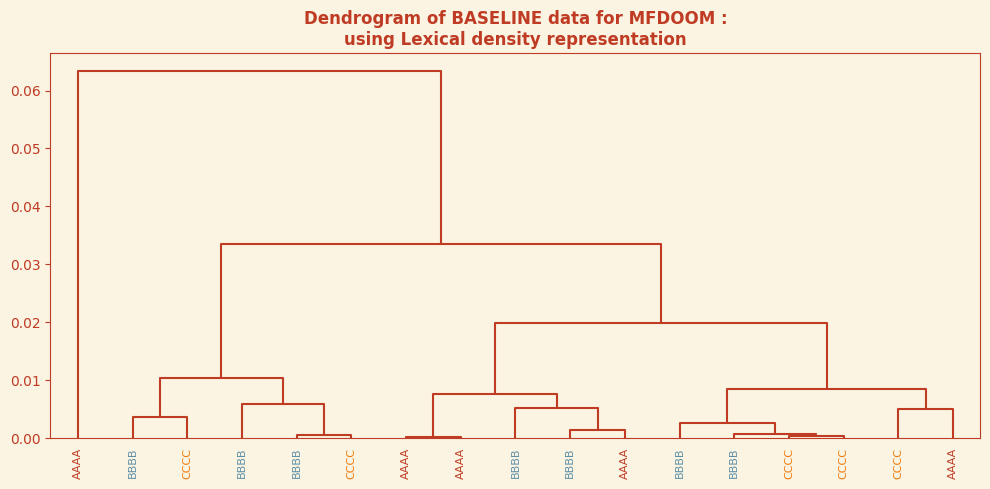 Dendrogram of BASELINE data for MFDOOM :
using Lexical density representation
0.06
0.05
0.04
0.03
0.02
0.01
0.00
AAAA BBBB CCCC BBBB BBBB CCCC AAAA AAAA BBBB BBBB AAAA BBBB BBBB CCCC CCCC CCCC AAAA